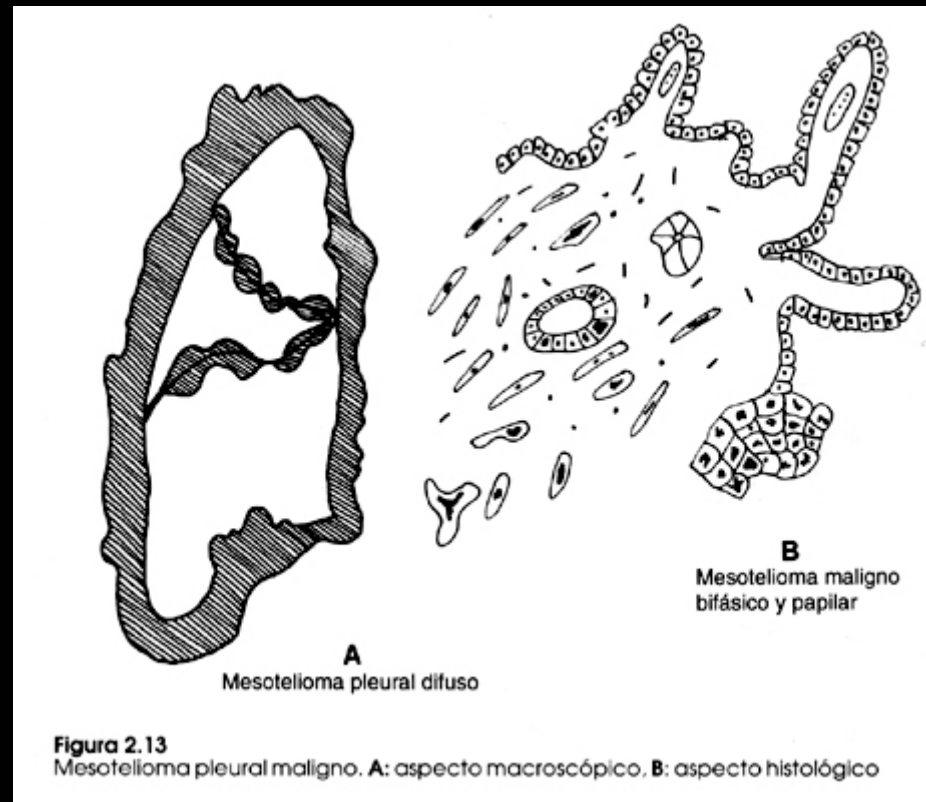 A
Mesotelioma pleural difuso
B
Mesotelioma maligno
bifásico y papilar
Figura 2.13
Mesotelioma pleural maligno. A: aspecto macroscópico. B: aspecto histológico